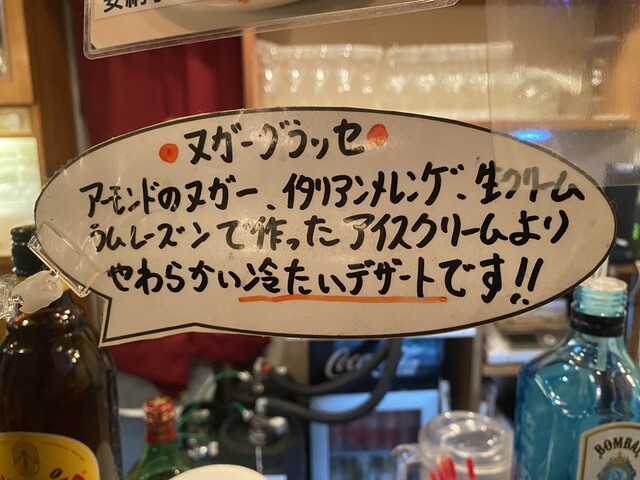 ヌガーグラッセ
アーモンドのヌガー、イタリアンメレンゲ、生クリーム
ラムレーズンで作ったアイスクリームより
やわらかい冷たいデザートです!!
Coca
BOMBAY